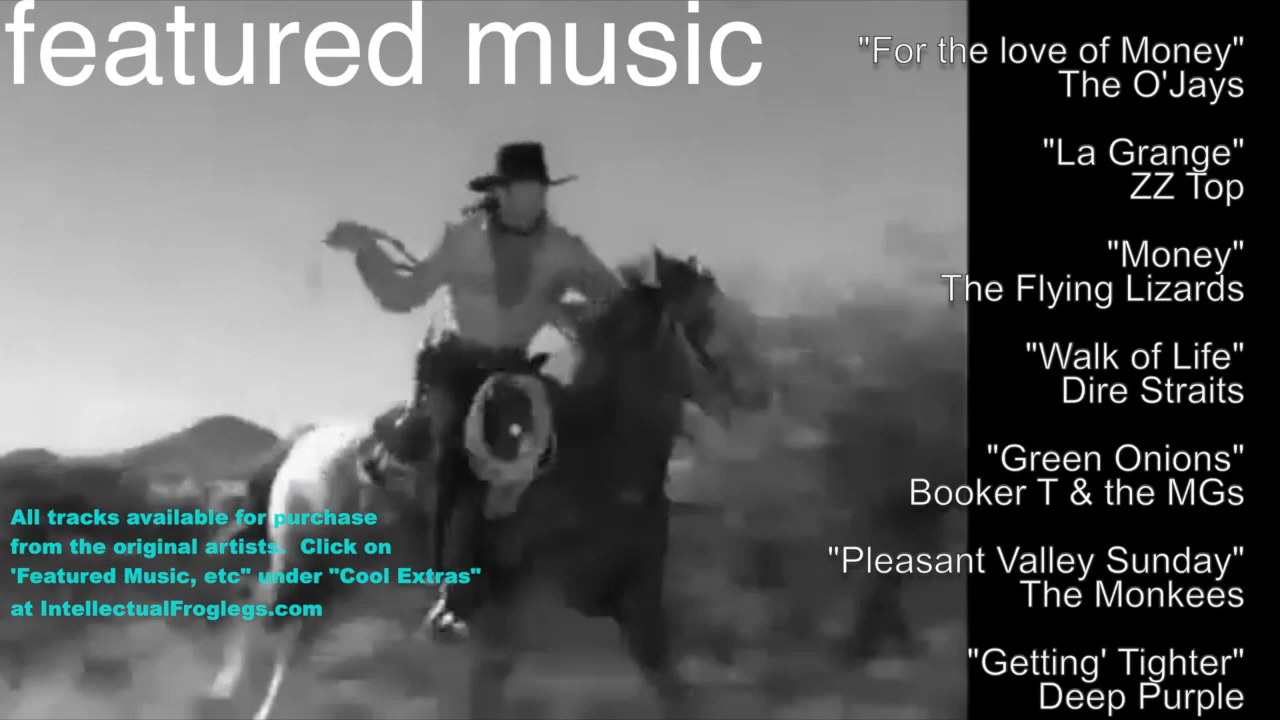 featured music
"For the love of Money"
The O'Jays
"La Grange"
ZZ Top
"Money"
The Flying Lizards
"Walk of Life"
Dire Straits
"Green Onions"
Booker T & the MGs
"Pleasant Valley Sunday"
The Monkees
"Getting' Tighter"
Deep Purple
All tracks available for purchase
from the original artists.  Click on
'Featured Music, etc" under "Cool Extras"
at IntellectualFroglegs.com